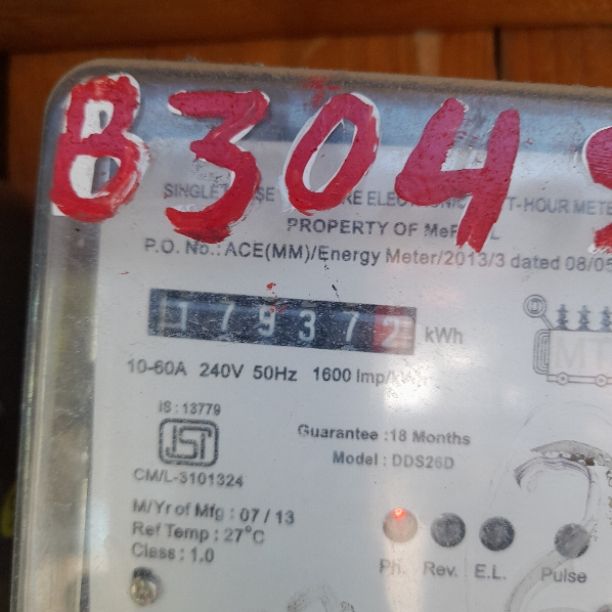 B304
PROPERTY OF
P.O. No.: ACE(MM)/Energy Meter/2013/3 dated 08/05
179372 kWh
10-60A 240V 50Hz 1600 Imp/
IS : 13779
ISI
CM/L-3101324
Guarantee :18 Months
Model : DDS26D
M/Yr of Mfg : 07 / 13
Ref Temp : 27°C
Class : 1.0
Ph. Rev. E.L. Pulse